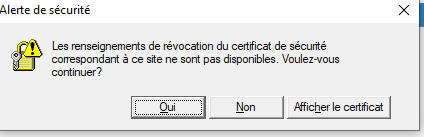 Alerte de sécurité
Les renseignements de révocation du certificat de sécurité
correspondant à ce site ne sont pas disponibles. Voulez-vous
continuer?
Oui
Non
Afficher le certificat